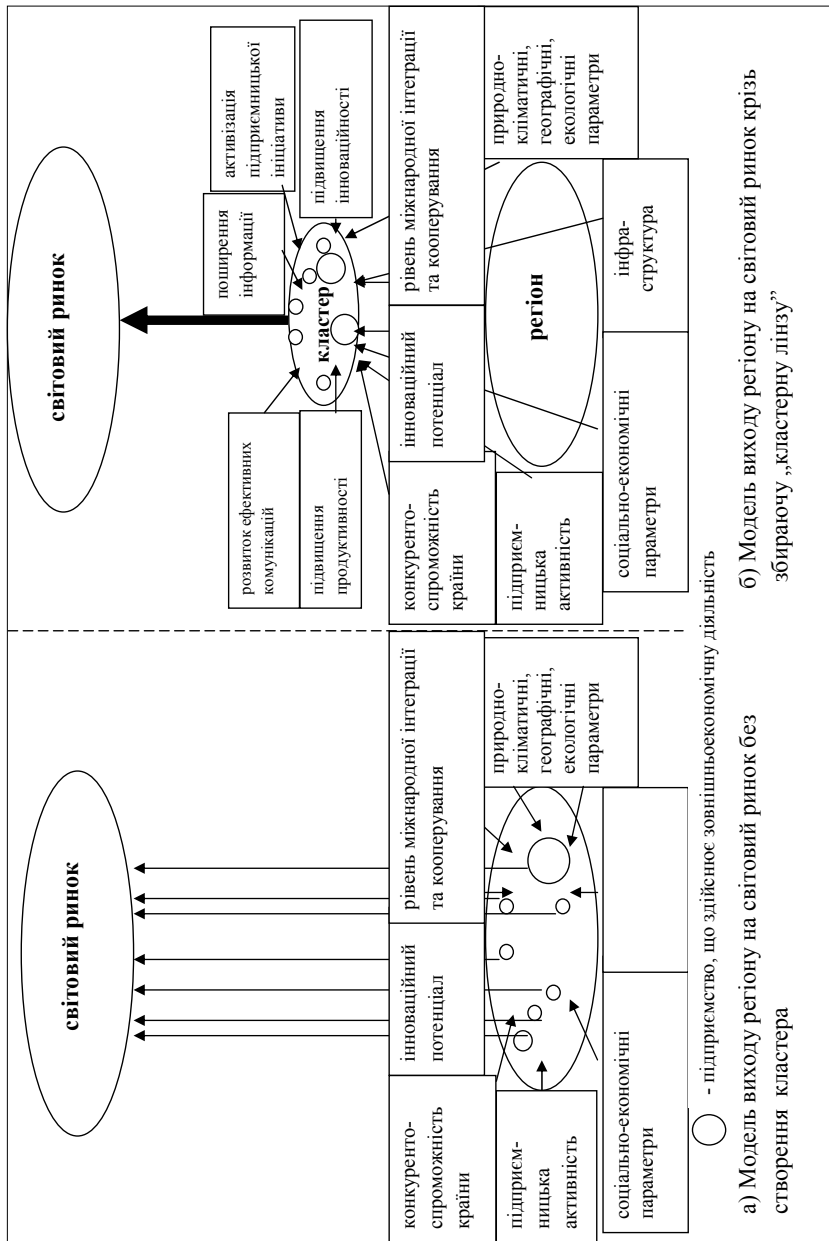 світовий ринок
конкуренто-
спроможність
країни
інноваційний
потенціал
рівень міжнародної інтеграції
та кооперування
підприєм-
ницька
активність
природно-
кліматичні,
географічні,
екологічні
параметри
соціально-економічні
параметри
світовий ринок
розвиток ефективних
комунікацій
підвищення
продуктивності
поширення
інформації
активізація
підприємницької
ініціативи
підвищення
інноваційності
кластер
конкуренто-
спроможність
країни
інноваційний
потенціал
рівень міжнародної інтеграції
та кооперування
підприєм-
ницька
активність
регіон
природно-
кліматичні,
географічні,
екологічні
параметри
соціально-економічні
параметри
інфра-
структура
- підприємство, що здійснює зовнішньоекономічну діяльність
а) Модель виходу регіону на світовий ринок без
створення кластера
б) Модель виходу регіону на світовий ринок крізь
збираючу „кластерну лінзу”